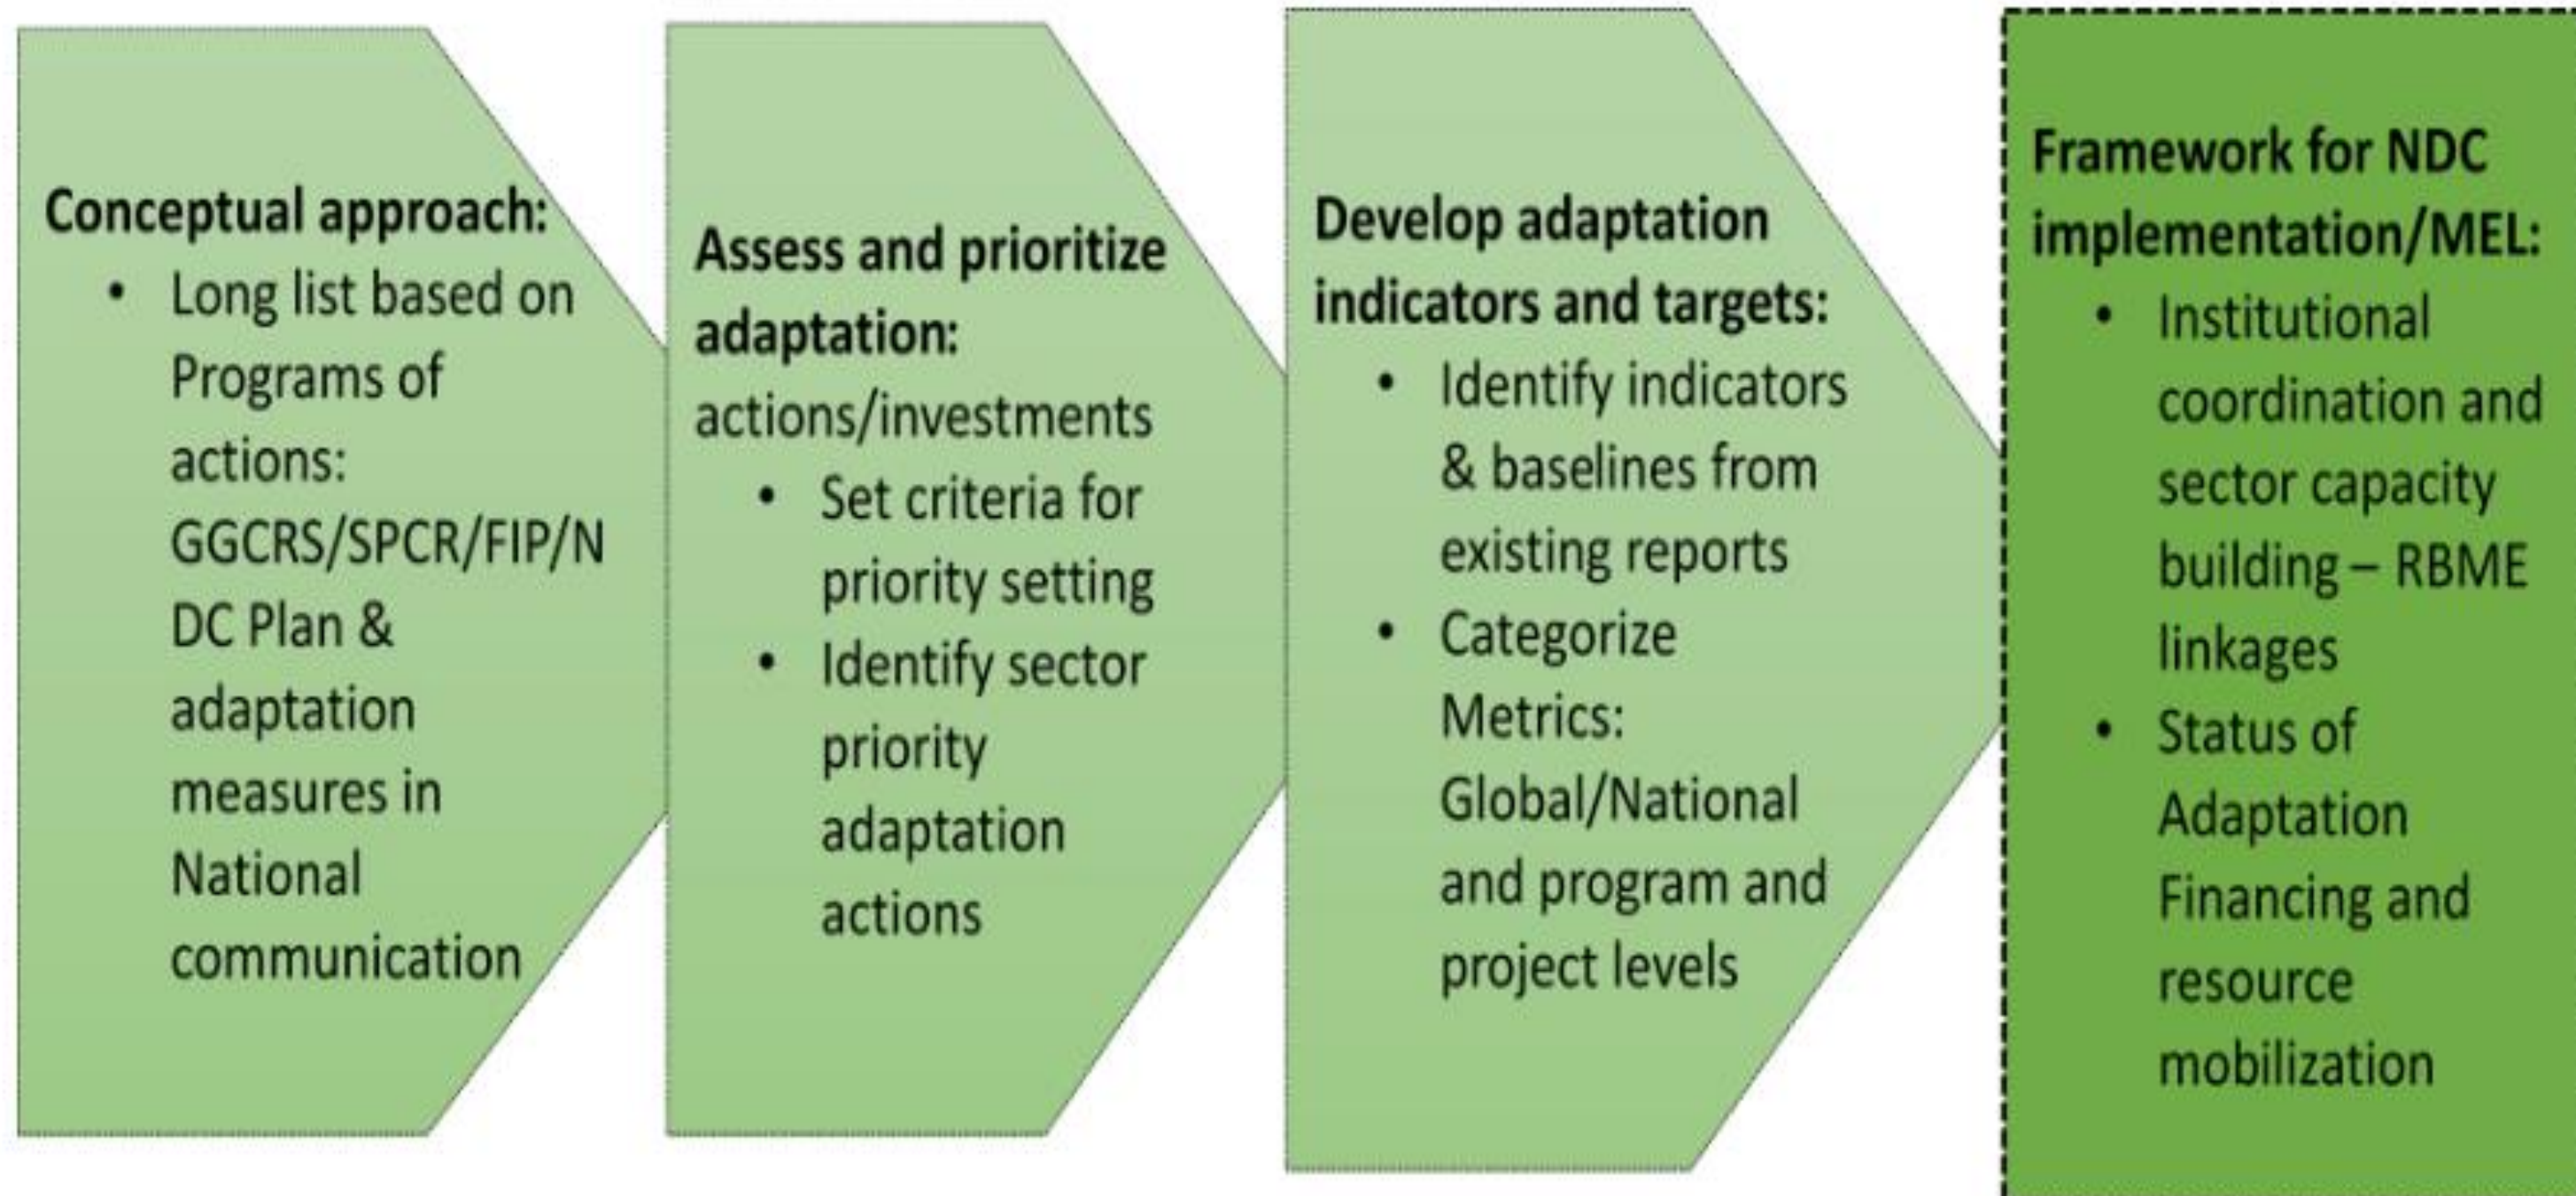 Conceptual approach:
• Long list based on
Programs of
actions:
GGCRS/SPCR/FIP/N
DC Plan &
adaptation
measures in
National
communication
Assess and prioritize
adaptation:
actions/investments
• Set criteria for
priority setting
• Identify sector
priority
adaptation
actions
Develop adaptation
indicators and targets:
• Identify indicators
& baselines from
existing reports
• Categorize
Metrics:
Global/National
and program and
project levels
Framework for NDC
implementation/MEL:
• Institutional
coordination and
sector capacity
building – RBME
linkages
• Status of
Adaptation
Financing and
resource
mobilization